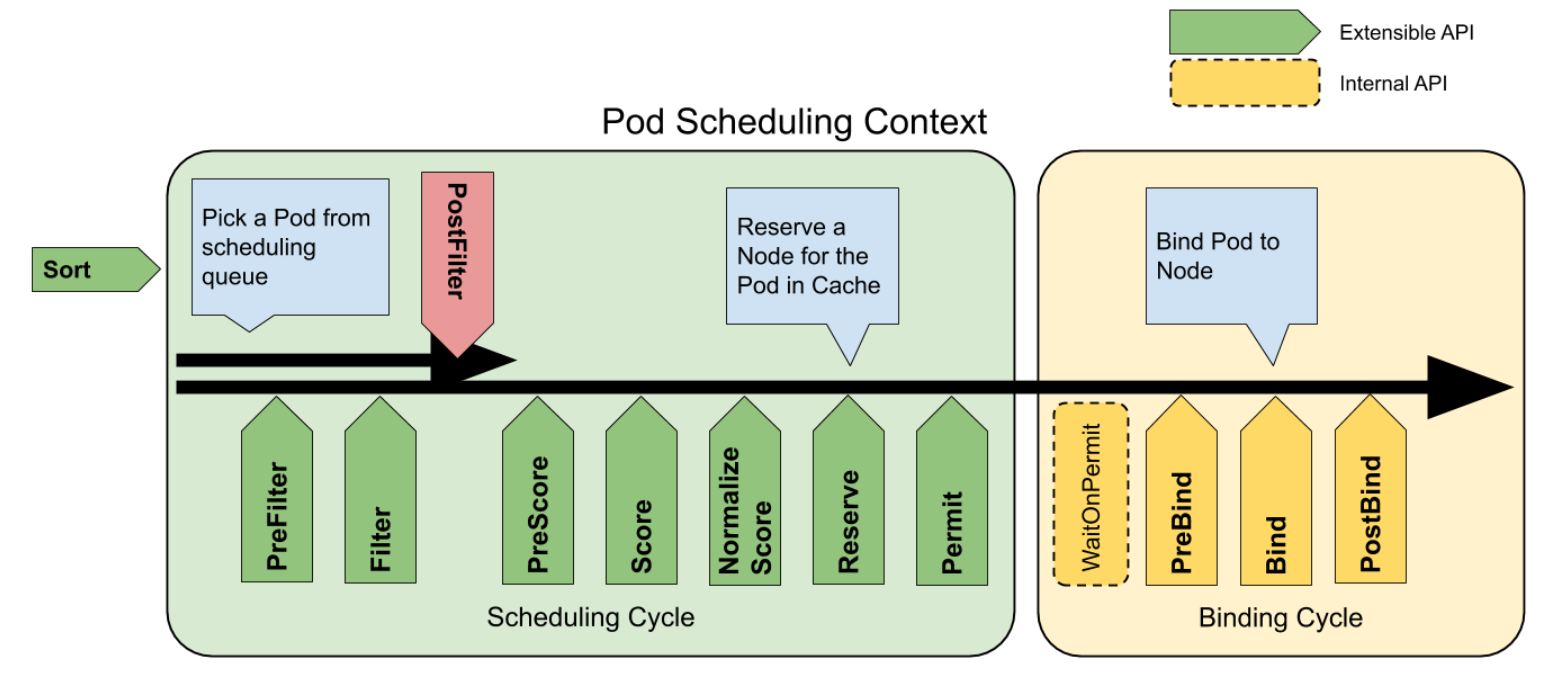 Extensible API
Internal API
Pod Scheduling Context
Pick a Pod from
scheduling
queue
PostFilter
Reserve a
Node for the
Pod in Cache
Bind Pod to
Node
Sort
PreFilter
Filter
PreScore
Score
Normalize
Score
Reserve
Permit
WaitOnPermit
PreBind
Bind
PostBind
Scheduling Cycle
Binding Cycle